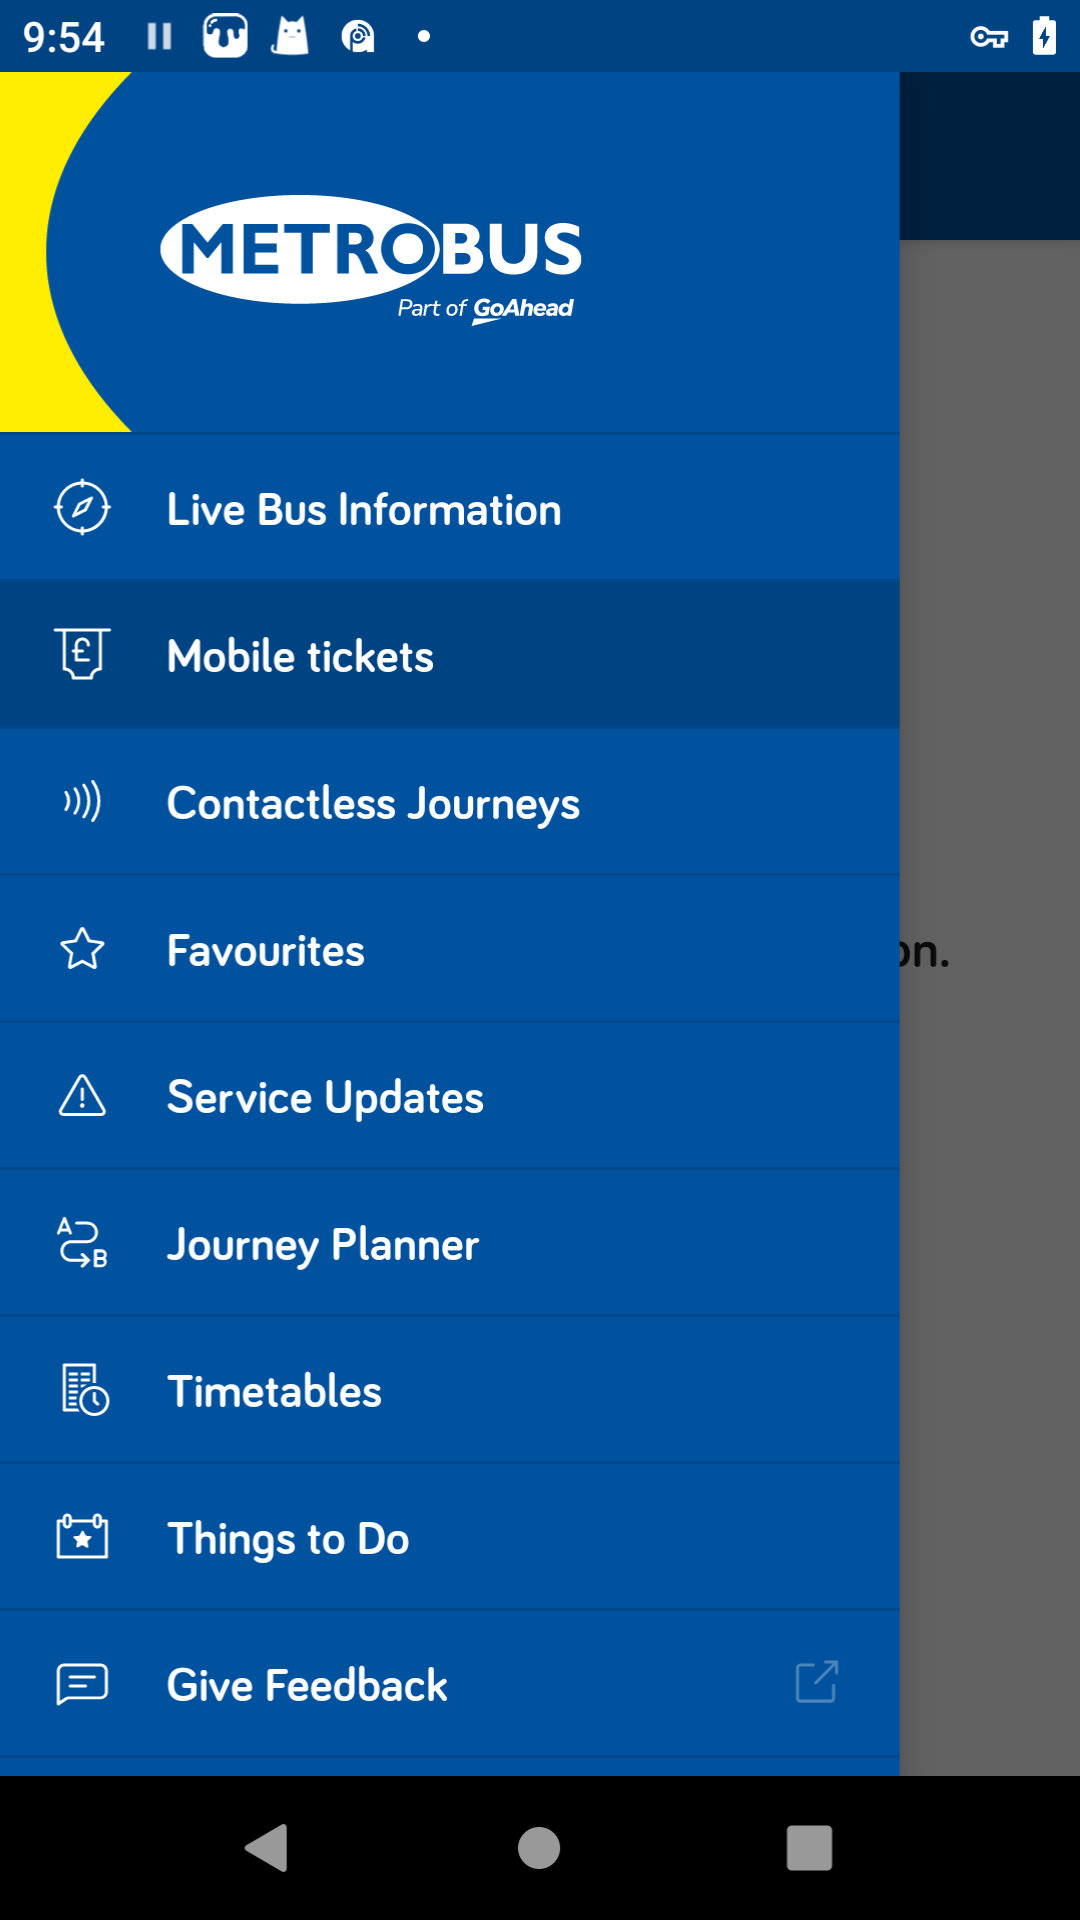 9:54
METROBUS
Part of GoAhead
Live Bus Information
£
Mobile tickets
Contactless Journeys
Favourites
on.
Service Updates
A
B
Journey Planner
Timetables
Things to Do
Give Feedback